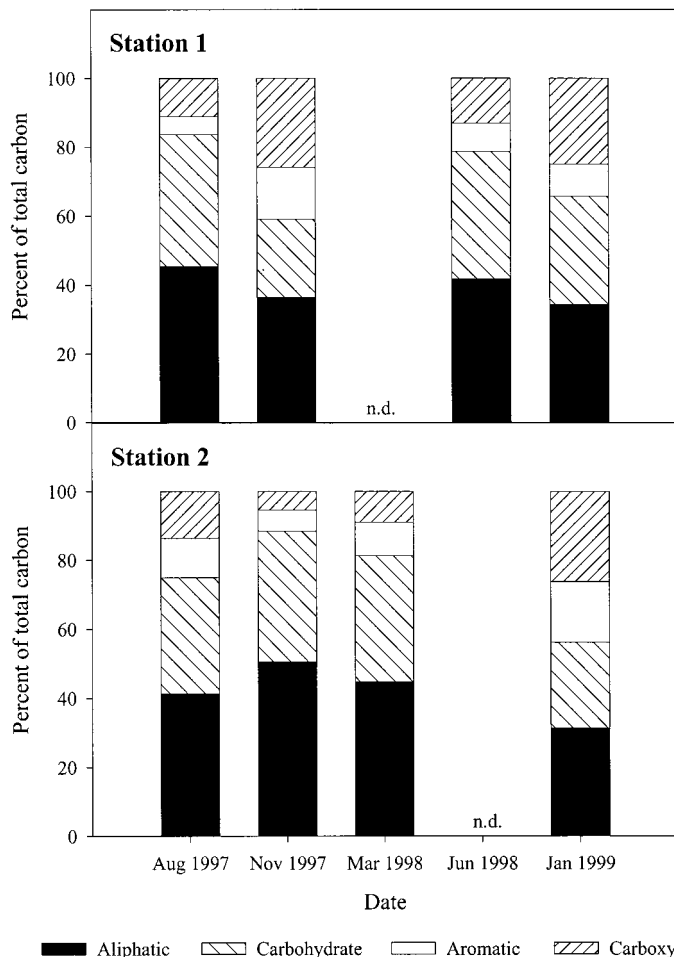 Station 1
100
80
60
40
20
0
Percent of total carbon
n.d.
Station 2
100
80
60
40
20
0
Percent of total carbon
n.d.
Aug 1997 Nov 1997 Mar 1998 Jun 1998 Jan 1999
Date
Aliphatic Carbohydrate Aromatic Carboxy